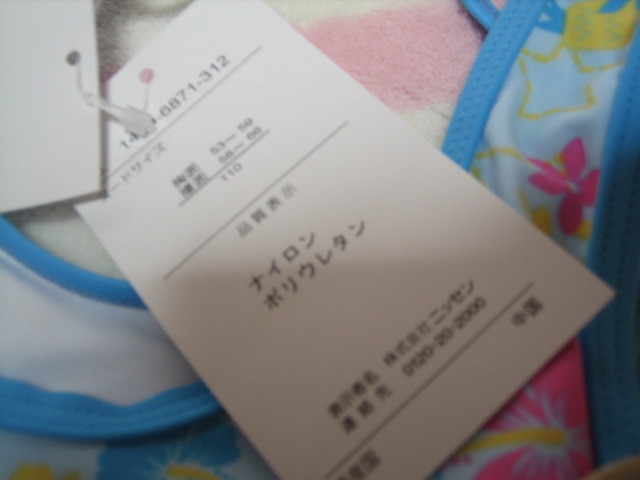 -6871-312
ードサイズ
胸囲 53～59
腰囲 58～66
110
品質表示
ナイロン
ポリウレタン
表示者名 株式会社ニッセン
連絡先 0120-20-2000
中国